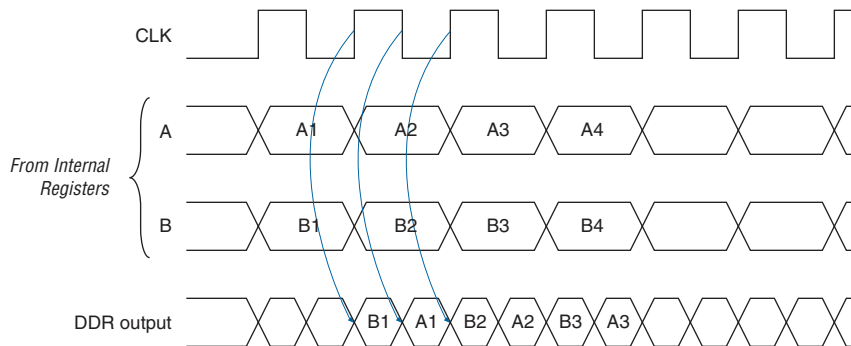 CLK
A
A1 A2 A3 A4
From Internal
Registers
B
B1 B2 B3 B4
DDR output
B1 A1 B2 A2 B3 A3